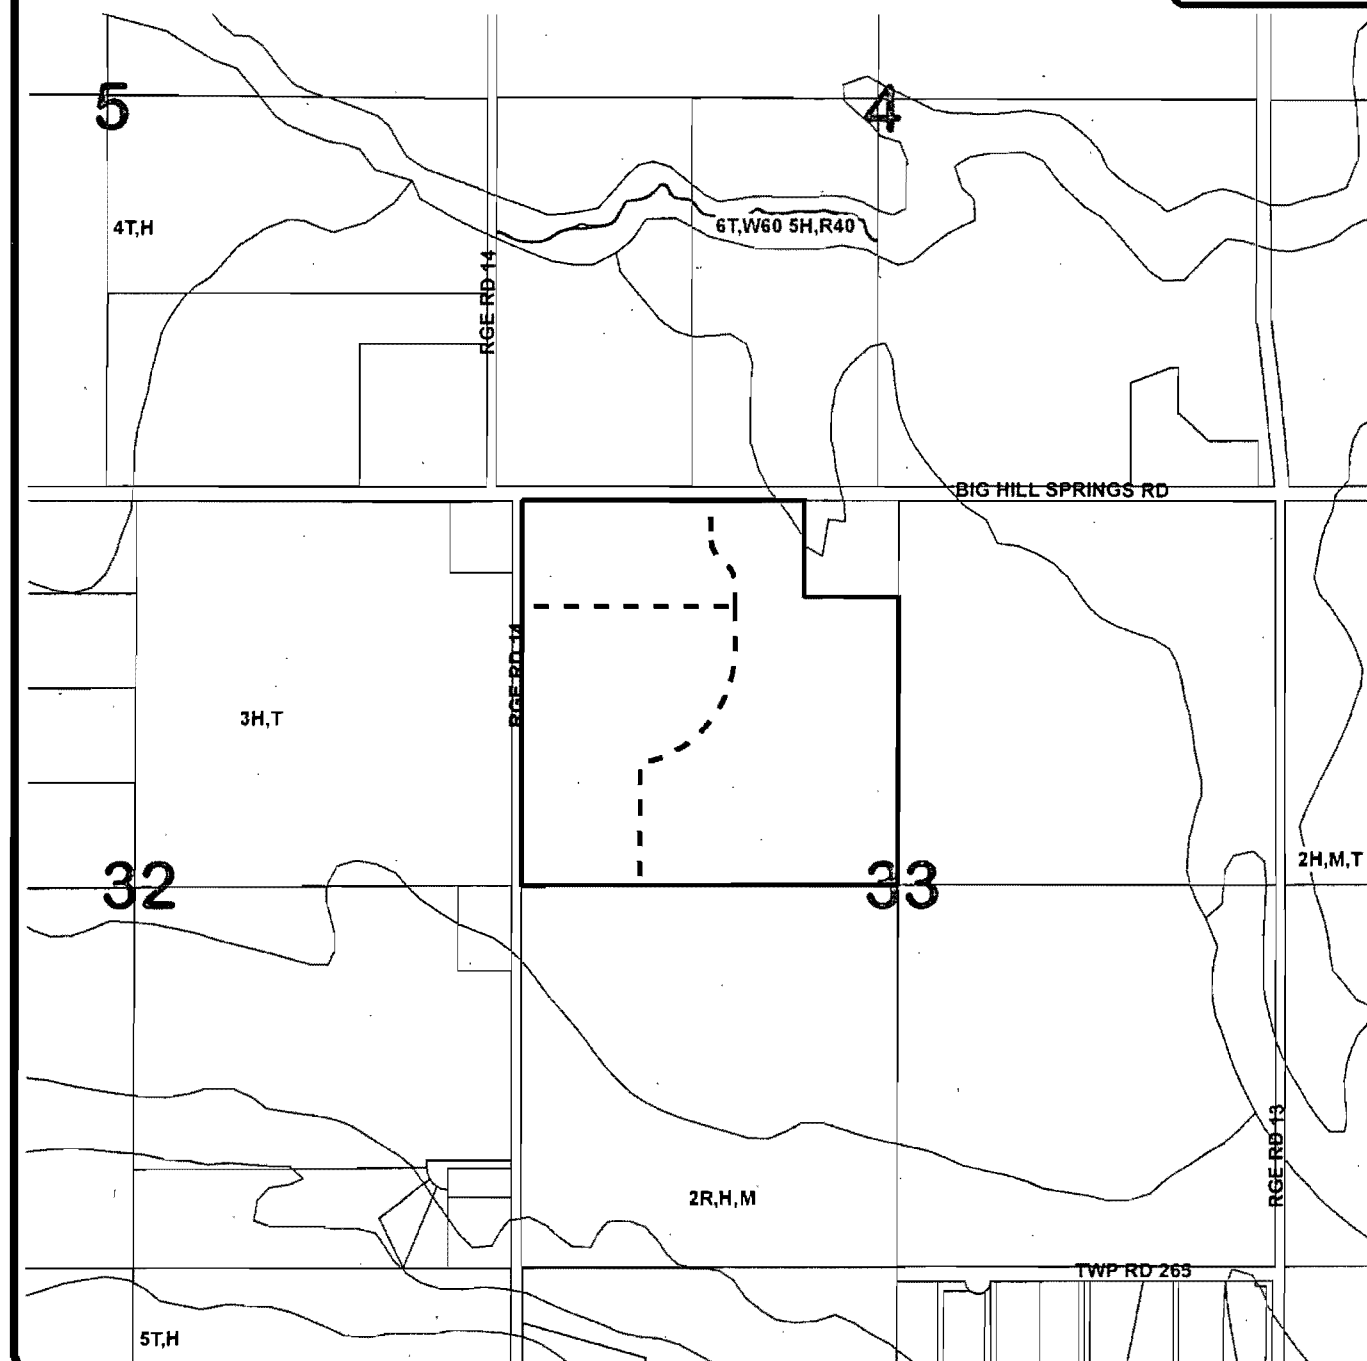 5
4
4T,H
6T,W60 5H,R40
RGE RD 14
BIG HILL SPRINGS RD
RGE RD 14
3H,T
32
33
2H,M,T
RGE RD 13
2R,H,M
TWP RD 265
5T,H